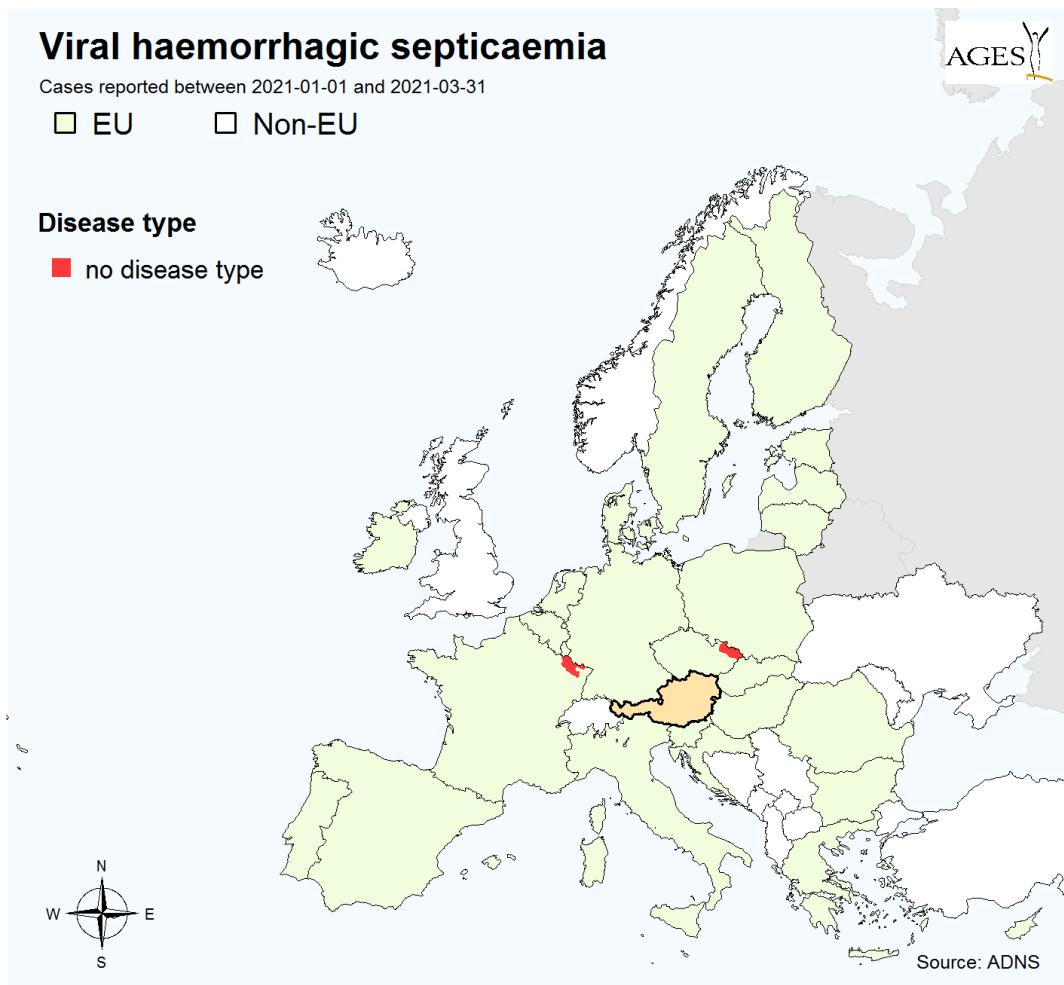 Viral haemorrhagic septicaemia
AGES
Cases reported between 2021-01-01 and 2021-03-31
EU
Non-EU
Disease type
no disease type
N
W
E
S
Source: ADNS